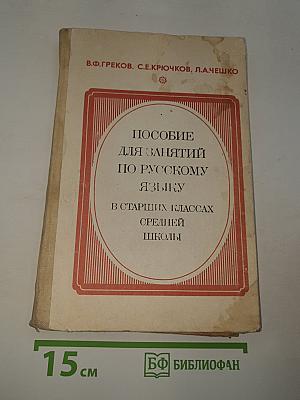 В.Ф.ГРЕКОВ, С.Е.КРЮЧКОВ, Л.А.ЧЕШКО
ПОСОБИЕ
ДЛЯ ЗАНЯТИЙ
ПО РУССКОМУ
ЯЗЫКУ
В СТАРШИХ КЛАССАХ
СРЕДНЕЙ
ШКОЛЫ
15 см
БФ БИБЛИОФАН